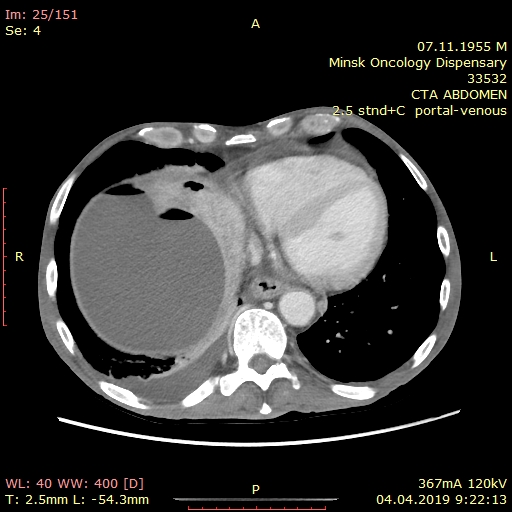 Im: 25/151
Se: 4
A
07.11.1955 M
Minsk Oncology Dispensary
33532
CTA ABDOMEN
2.5 stnd+C portal-venous
R
L
WL: 40 WW: 400 [D]
T: 2.5mm L: -54.3mm
P
367mA 120kV
04.04.2019 9:22:13